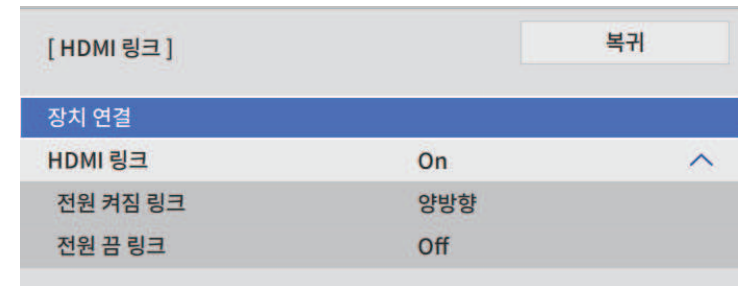 [ HDMI 링크 ]
복귀
장치 연결
HDMI 링크 On
전원 켜짐 링크 양방향
전원 끔 링크 Off